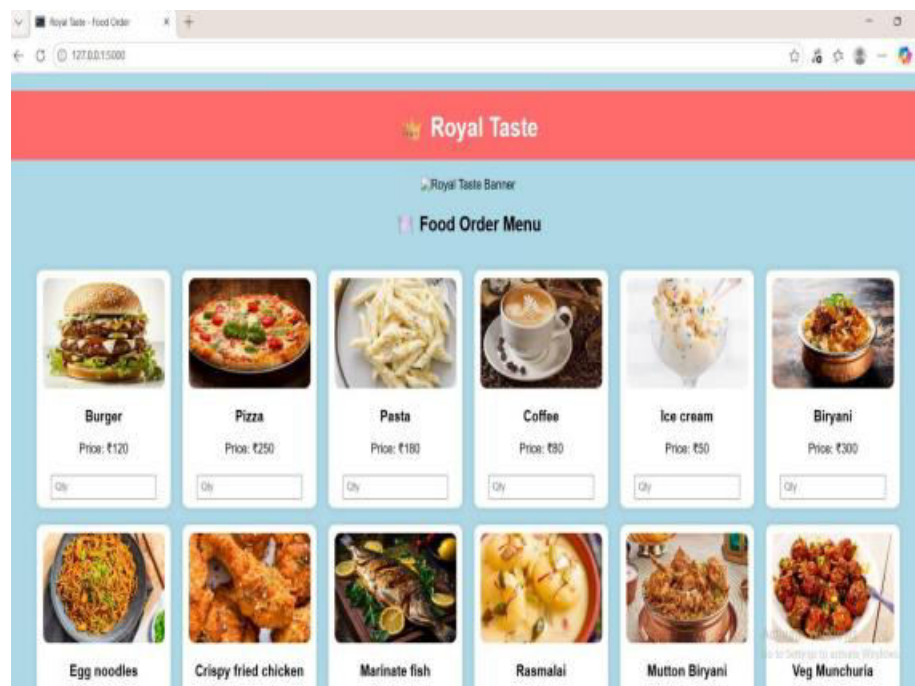 Royal Taste - Food Order
127.0.0.1:5000
Royal Taste
Royal Taste Banner
Food Order Menu
Burger Pizza Pasta Coffee Ice cream Biryani
Price: ₹120 Price: ₹250 Price: ₹180 Price: ₹80 Price: ₹50 Price: ₹300
Qty Qty Qty Qty Qty Qty
Egg noodles Crispy fried chicken Marinate fish Rasmalai Mutton Biryani Veg Munchuria